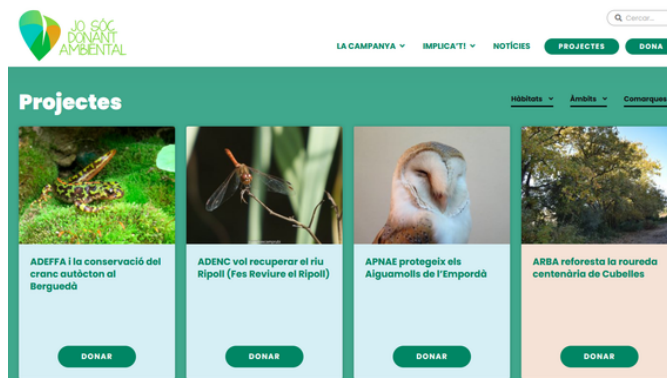 JO SÓC
DONANT
AMBIENTAL
Cercar...
LA CAMPANYA
IMPLICA'T!
NOTÍCIES
PROJECTES
DONA
Projectes
Hàbitats
Àmbits
Comarques
ADEFFA i la conservació del
cranc autòcton al
Berguedà
DONAR
ADENC vol recuperar el riu
Ripoll (Fes Reviure el Ripoll)
DONAR
APNAE protegeix els
Aiguamolls de l'Empordà
DONAR
ARBA reforesta la roureda
centenària de Cubelles
DONAR